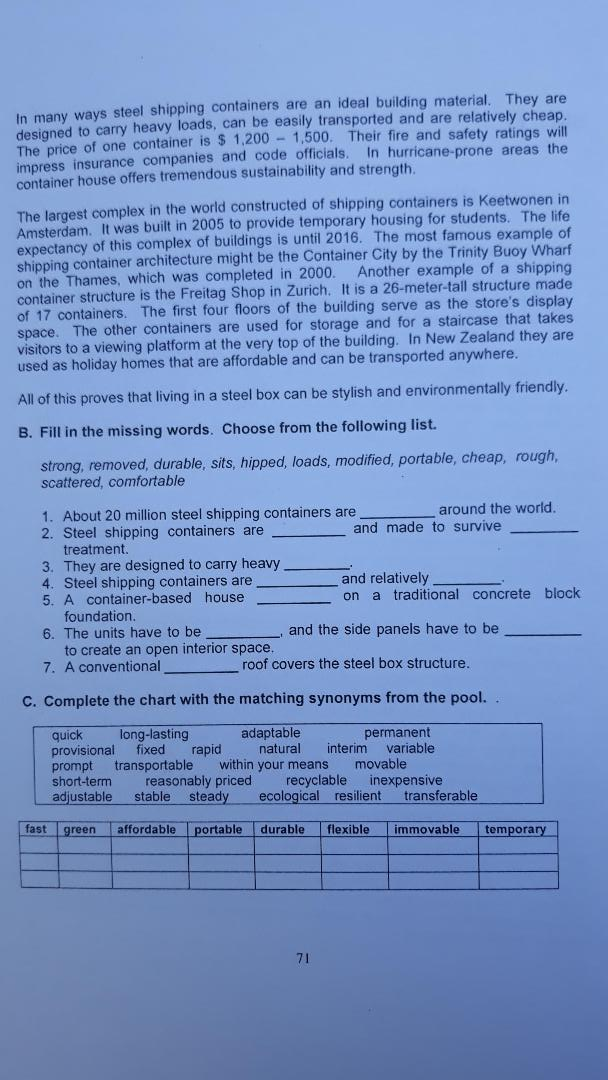 In many ways steel shipping containers are an ideal building material. They are
designed to carry heavy loads, can be easily transported and are relatively cheap.
The price of one container is $ 1,200 – 1,500. Their fire and safety ratings will
impress insurance companies and code officials. In hurricane-prone areas the
container house offers tremendous sustainability and strength.
The largest complex in the world constructed of shipping containers is Keetwonen in
Amsterdam. It was built in 2005 to provide temporary housing for students. The life
expectancy of this complex of buildings is until 2016. The most famous example of
shipping container architecture might be the Container City by the Trinity Buoy Wharf
on the Thames, which was completed in 2000. Another example of a shipping
container structure is the Freitag Shop in Zurich. It is a 26-meter-tall structure made
of 17 containers. The first four floors of the building serve as the store's display
space. The other containers are used for storage and for a staircase that takes
visitors to a viewing platform at the very top of the building. In New Zealand they are
used as holiday homes that are affordable and can be transported anywhere.
All of this proves that living in a steel box can be stylish and environmentally friendly.
B. Fill in the missing words. Choose from the following list.
strong, removed, durable, sits, hipped, loads, modified, portable, cheap, rough,
scattered, comfortable
1. About 20 million steel shipping containers are _________ around the world.
2. Steel shipping containers are _________ and made to survive _________
treatment.
3. They are designed to carry heavy ________.
4. Steel shipping containers are __________ and relatively _________.
5. A container-based house _________ on a traditional concrete block
foundation.
6. The units have to be _________, and the side panels have to be _________
to create an open interior space.
7. A conventional _________ roof covers the steel box structure.
C. Complete the chart with the matching synonyms from the pool. .
quick long-lasting adaptable permanent
provisional fixed rapid natural interim variable
prompt transportable within your means movable
short-term reasonably priced recyclable inexpensive
adjustable stable steady ecological resilient transferable
fast green affordable portable durable flexible immovable temporary
71